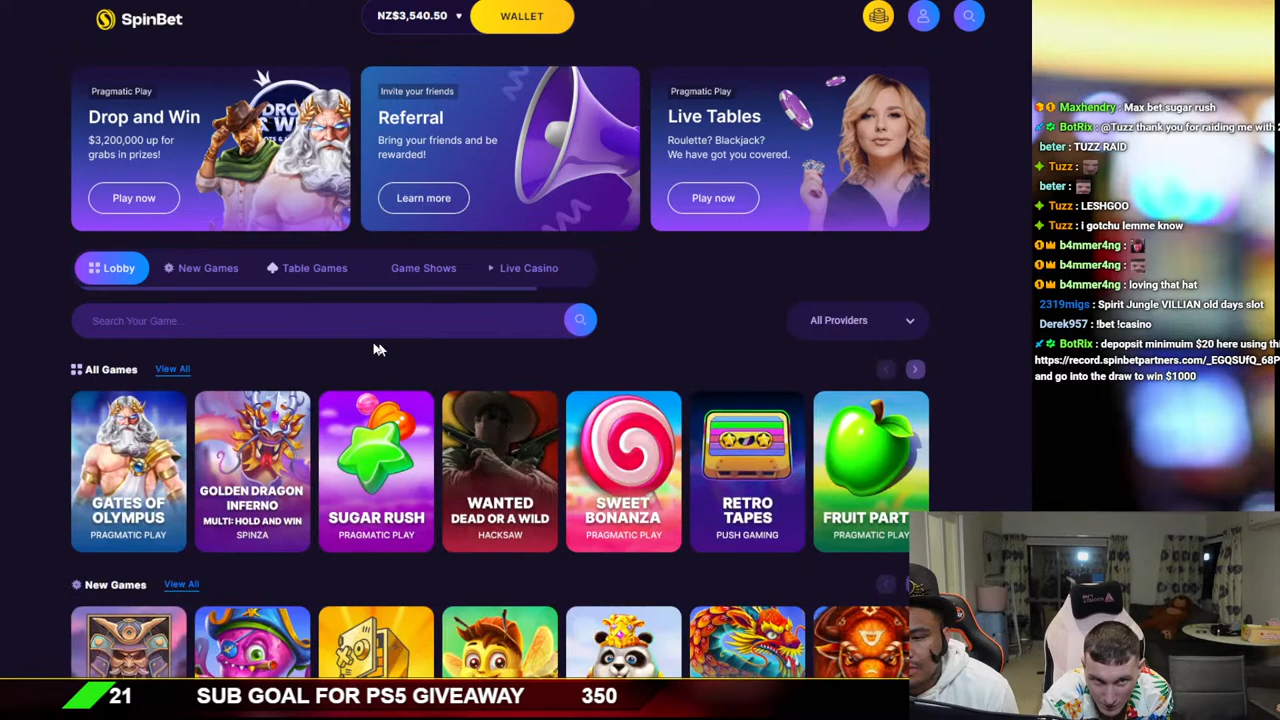 SpinBet
NZ$3,540.50
WALLET
Pragmatic Play
Drop and Win
$3,200,000 up for
grabs in prizes!
Play now
Invite your friends
Referral
Bring your friends and be
rewarded!
Learn more
Pragmatic Play
Live Tables
Roulette? Blackjack?
We have got you covered.
Play now
Lobby
New Games
Table Games
Game Shows
Live Casino
Search Your Game...
All Providers
All Games
View All
GATES OF
OLYMPUS
PRAGMATIC PLAY
GOLDEN DRAGON
INFERNO
MULTI: HOLD AND WIN
SPINZA
SUGAR RUSH
PRAGMATIC PLAY
WANTED
DEAD OR A WILD
HACKSAW
SWEET
BONANZA
PRAGMATIC PLAY
RETRO
TAPES
PUSH GAMING
FRUIT PART
PRAGMATIC PLAY
New Games
View All
Maxhendry : Max bet sugar rush
BotRix : @Tuzz thank you for raiding me with
beter : TUZZ RAID
Tuzz :
beter :
Tuzz : LESHGOO
Tuzz : I gotchu lemme know
b4mmer4ng :
b4mmer4ng :
b4mmer4ng : loving that hat
2319migs : Spirit Jungle VILLIAN old days slot
Derek957 : !bet !casino
BotRix : depopsit minimuim $20 here using thi
https://record.spinbetpartners.com/_EGQSUfQ_68P
and go into the draw to win $1000
21
SUB GOAL FOR PS5 GIVEAWAY
350